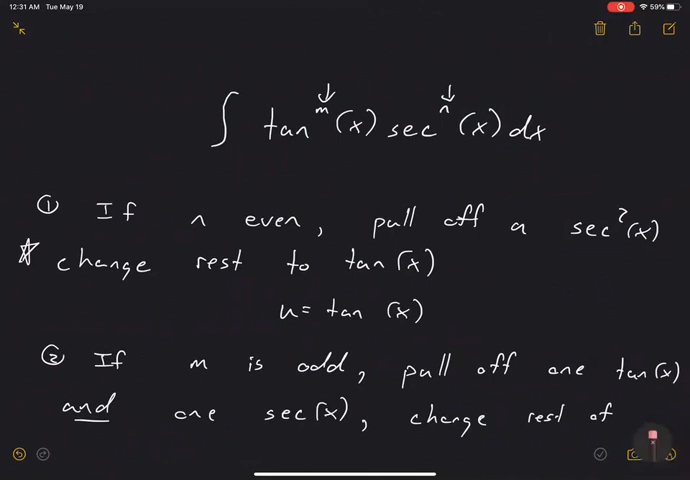 12:31 AM Tue May 19
59%
∫ tan^m(x) sec^n(x) dx
① If n even, pull off a sec²(x)
☆ change rest to tan(x)
u = tan (x)
② If m is odd, pull off one tan(x)
and one sec(x), change rest of